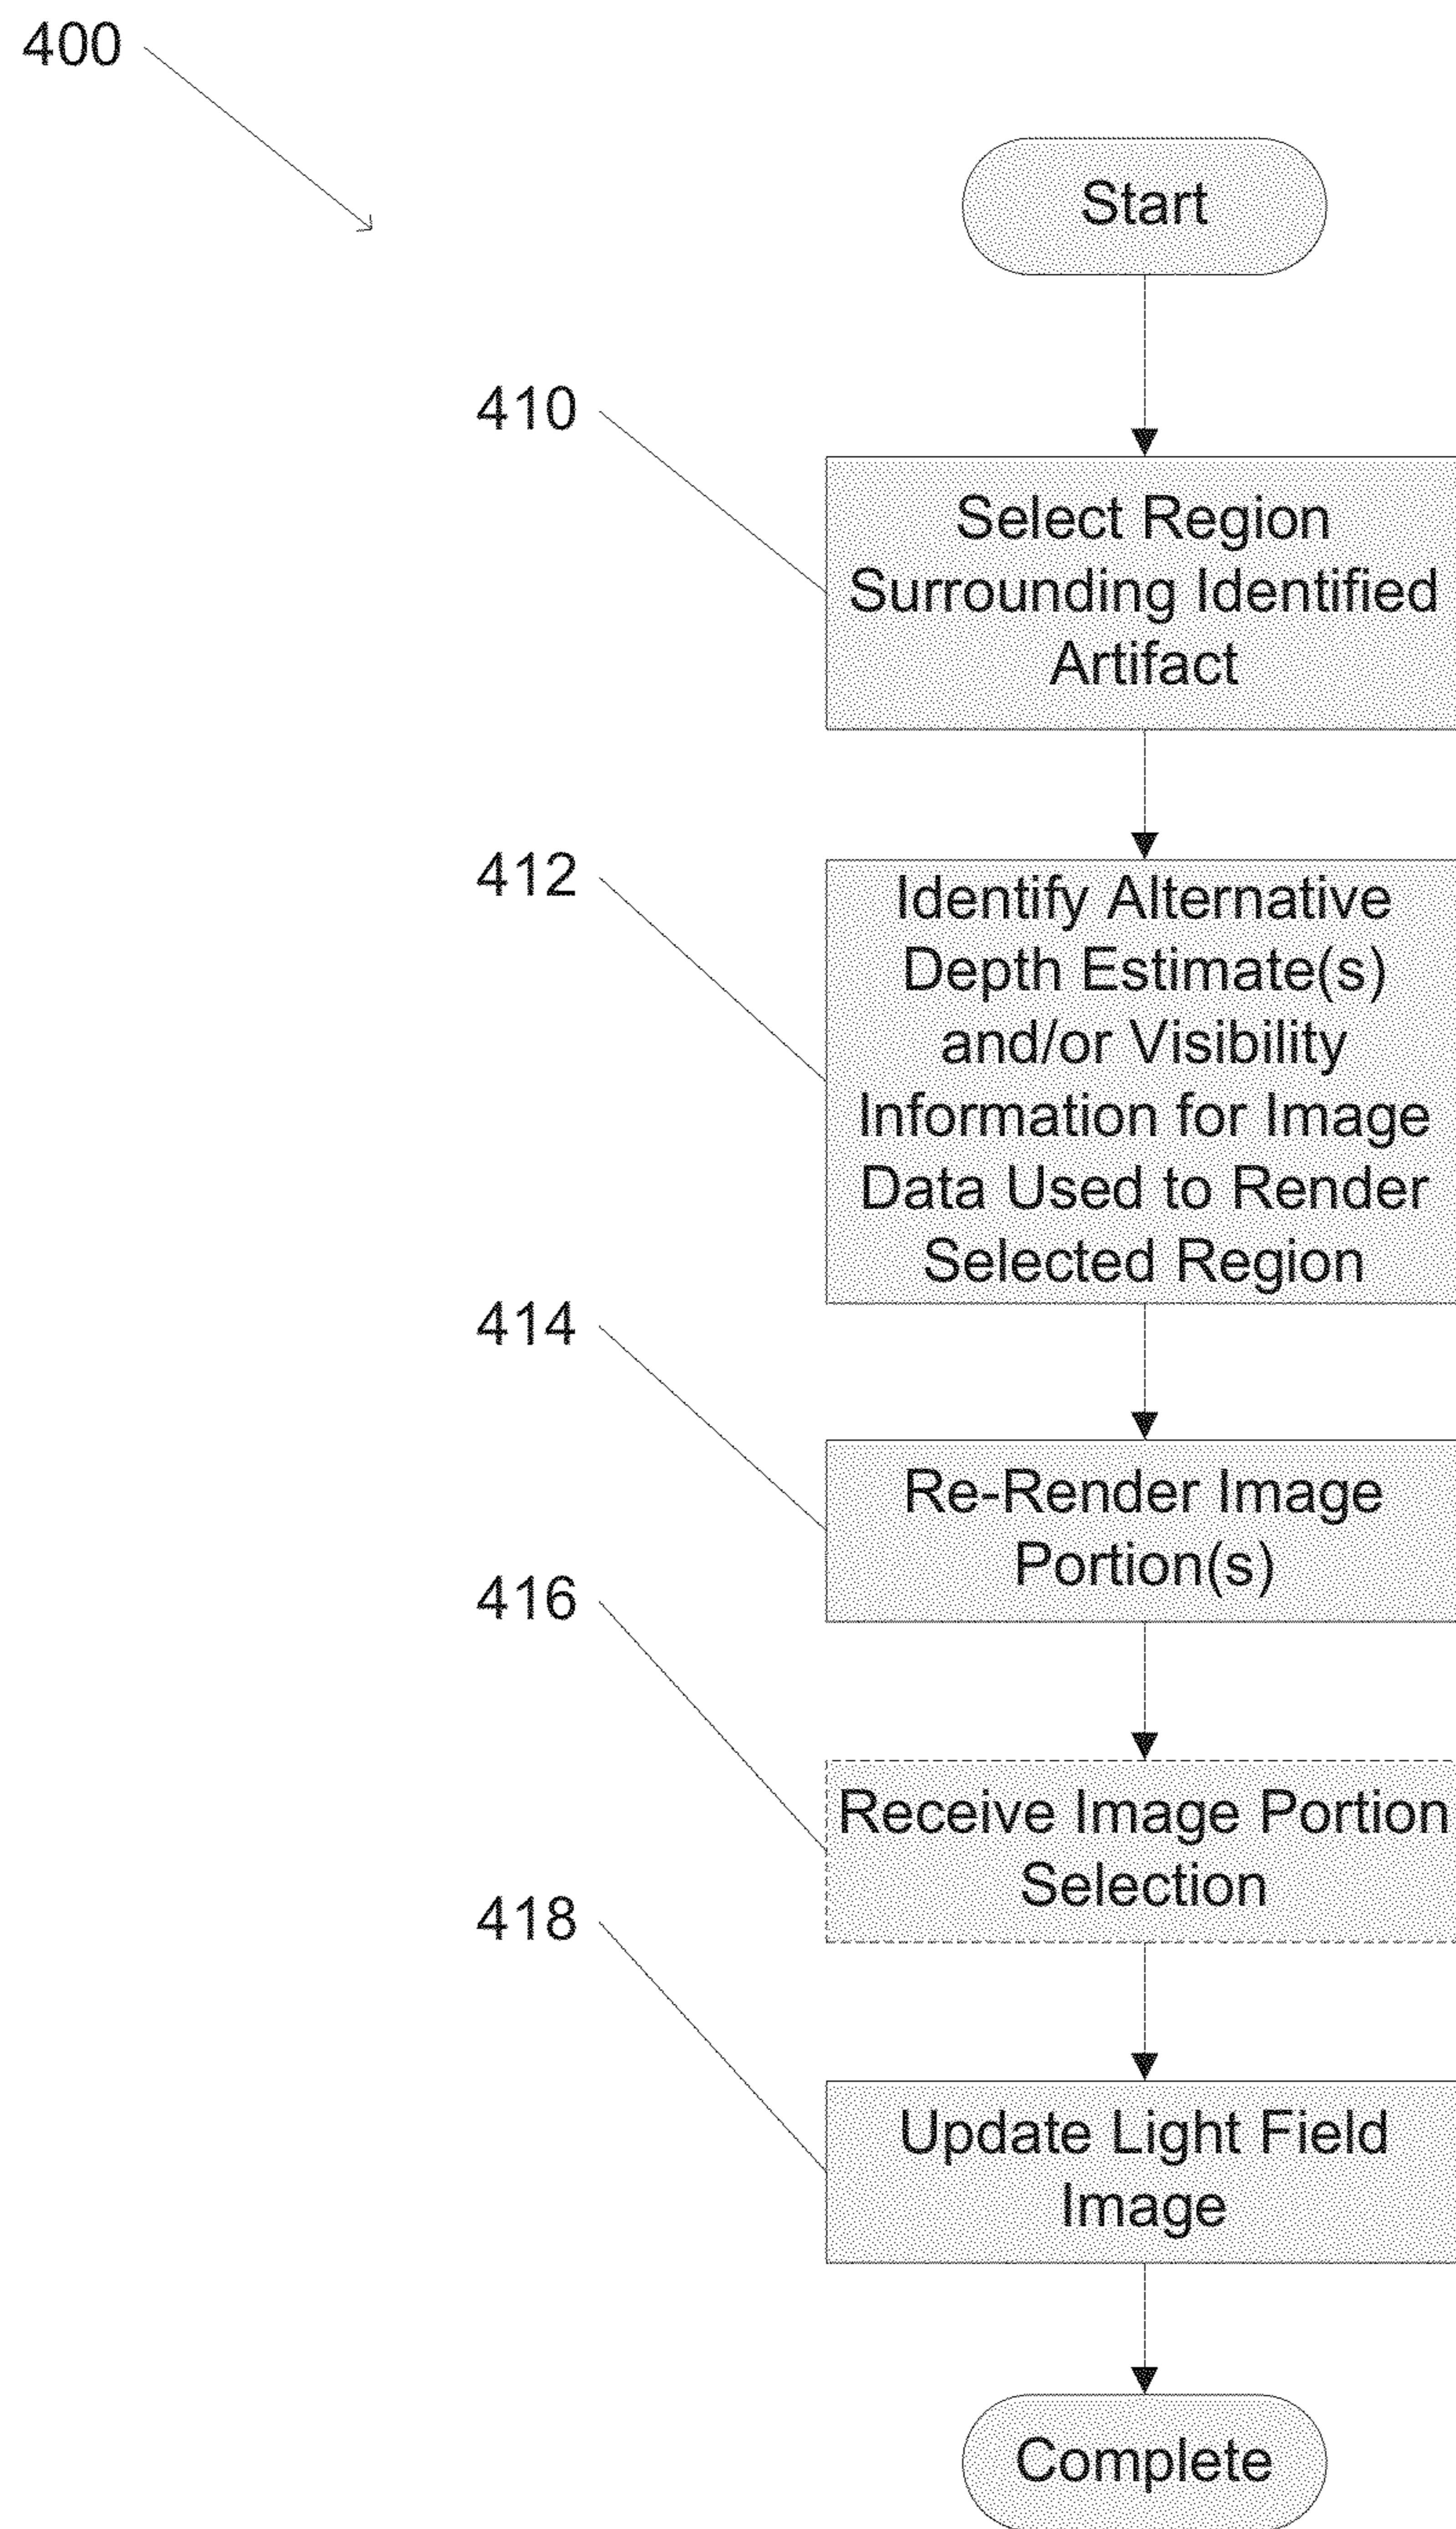 400
Start
410
Select Region
Surrounding Identified
Artifact
412
Identify Alternative
Depth Estimate(s)
and/or Visibility
Information for Image
Data Used to Render
Selected Region
414
Re-Render Image
Portion(s)
416
Receive Image Portion
Selection
418
Update Light Field
Image
Complete